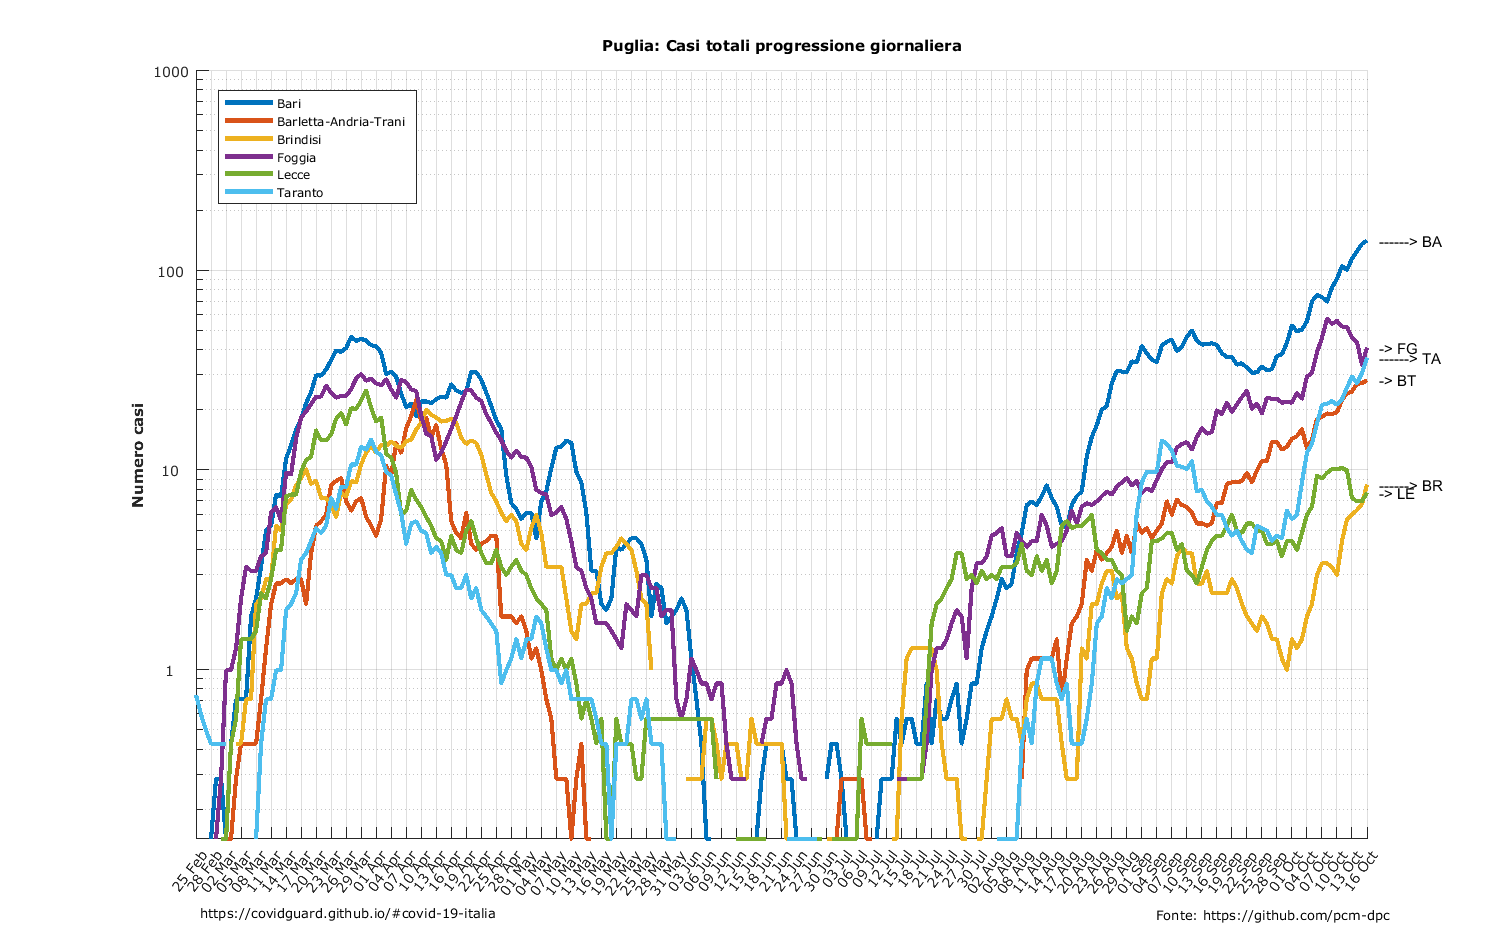 Puglia: Casi totali progressione giornaliera
1000
100
10
1
Numero casi
Bari
Barletta-Andria-Trani
Brindisi
Foggia
Lecce
Taranto
------> BA
-> FG
------> TA
-> BT
------> BR
-> LE
25 Feb
28 Feb
02 Mar
05 Mar
08 Mar
11 Mar
14 Mar
17 Mar
20 Mar
23 Mar
26 Mar
29 Mar
01 Apr
04 Apr
07 Apr
10 Apr
13 Apr
16 Apr
19 Apr
22 Apr
25 Apr
28 Apr
01 May
04 May
07 May
10 May
13 May
16 May
19 May
22 May
25 May
28 May
31 May
03 Jun
06 Jun
09 Jun
12 Jun
15 Jun
18 Jun
21 Jun
24 Jun
27 Jun
30 Jun
03 Jul
06 Jul
09 Jul
12 Jul
15 Jul
18 Jul
21 Jul
24 Jul
27 Jul
30 Jul
02 Aug
05 Aug
08 Aug
11 Aug
14 Aug
17 Aug
20 Aug
23 Aug
26 Aug
29 Aug
01 Sep
04 Sep
07 Sep
10 Sep
13 Sep
16 Sep
19 Sep
22 Sep
25 Sep
28 Sep
01 Oct
04 Oct
07 Oct
10 Oct
13 Oct
16 Oct
https://covidguard.github.io/#covid-19-italia
Fonte: https://github.com/pcm-dpc